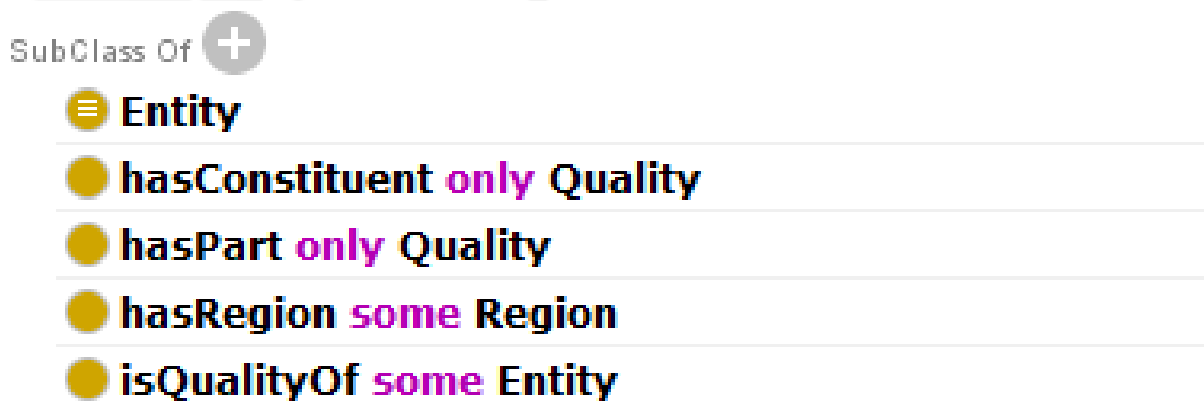 SubClass Of
Entity
hasConstituent only Quality
hasPart only Quality
hasRegion some Region
isQualityOf some Entity